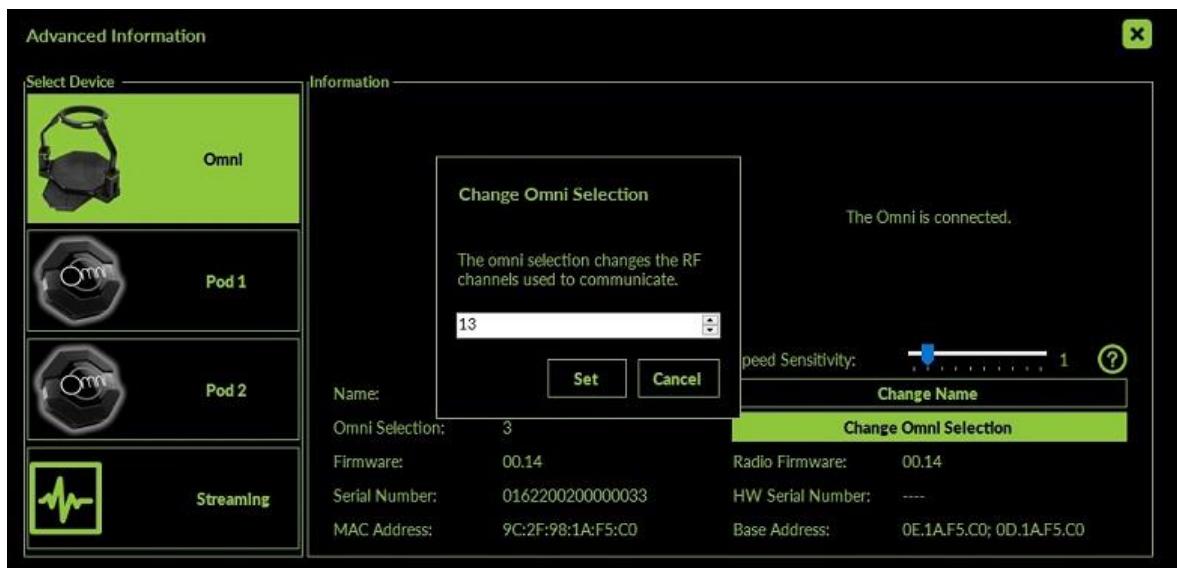 Advanced Information
Select Device
Information
Omni
Pod 1
Pod 2
Streaming
Change Omni Selection
The omni selection changes the RF
channels used to communicate.
13
Set Cancel
The Omni is connected.
peed Sensitivity: 1 ?
Name: Change Name
Omni Selection: 3 Change Omni Selection
Firmware: 00.14 Radio Firmware: 00.14
Serial Number: 0162200200000033 HW Serial Number: ----
MAC Address: 9C:2F:98:1A:F5:C0 Base Address: 0E.1A.F5.C0; 0D.1A.F5.C0
Omni
Omni